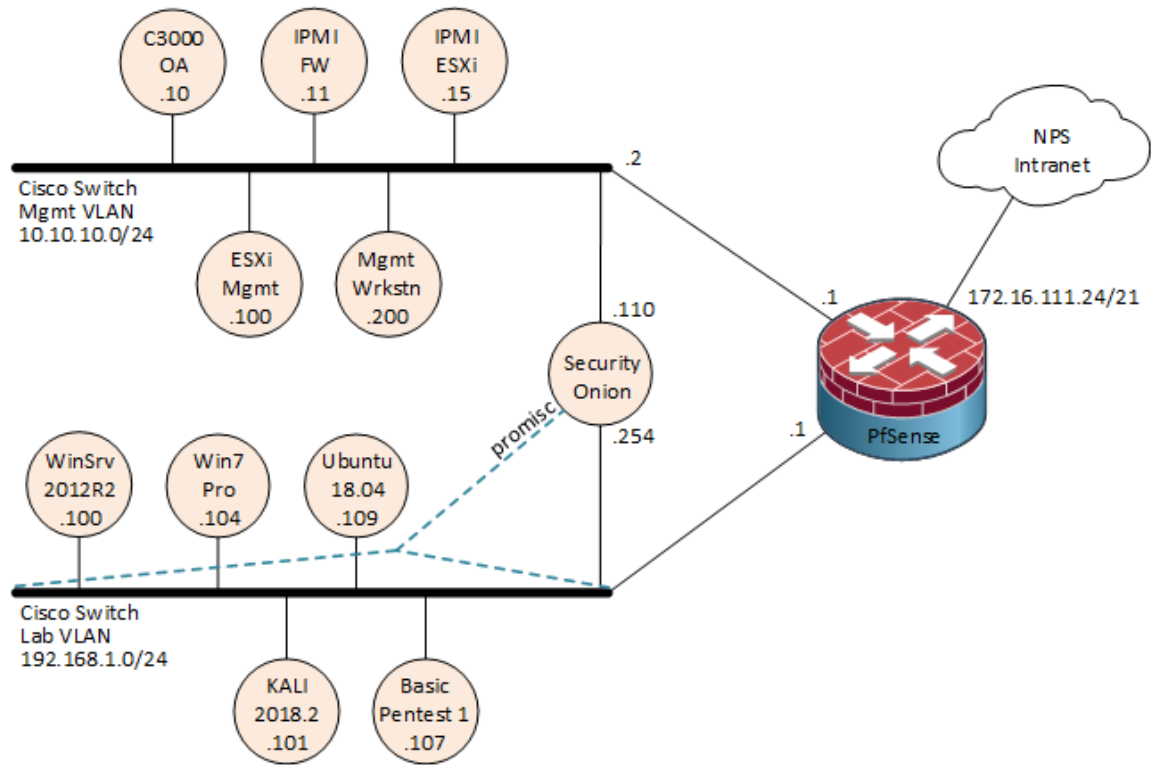 C3000
OA
.10
IPMI
FW
.11
IPMI
ESXi
.15
.2
NPS
Intranet
Cisco Switch
Mgmt VLAN
10.10.10.0/24
ESXi
Mgmt
.100
Mgmt
Wrkstn
.200
.1
172.16.111.24/21
.110
Security
Onion
.254
promisc
.1
PfSense
WinSrv
2012R2
.100
Win7
Pro
.104
Ubuntu
18.04
.109
Cisco Switch
Lab VLAN
192.168.1.0/24
KALI
2018.2
.101
Basic
Pentest 1
.107